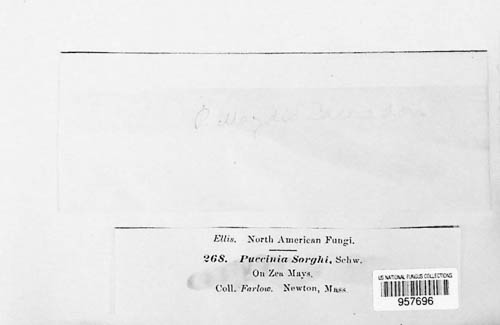 P. Maydis
Ellis. North American Fungi.
268. Puccinia Sorghi, Schw.
On Zea Mays,
Coll. Farlow. Newton, Mass
US NATIONAL FUNGUS COLLECTIONS
957696